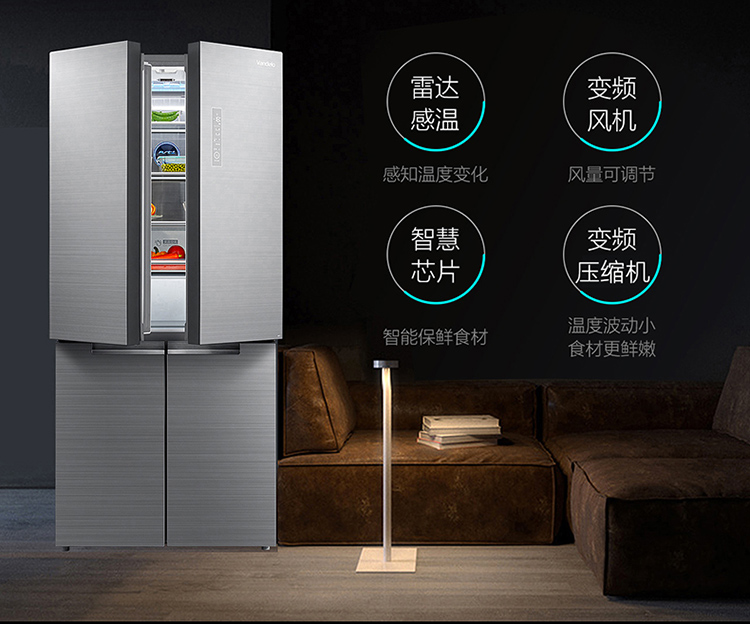 雷达
感温
感知温度变化
变频
风机
风量可调节
智慧
芯片
智能保鲜食材
变频
压缩机
温度波动小
食材更鲜嫩